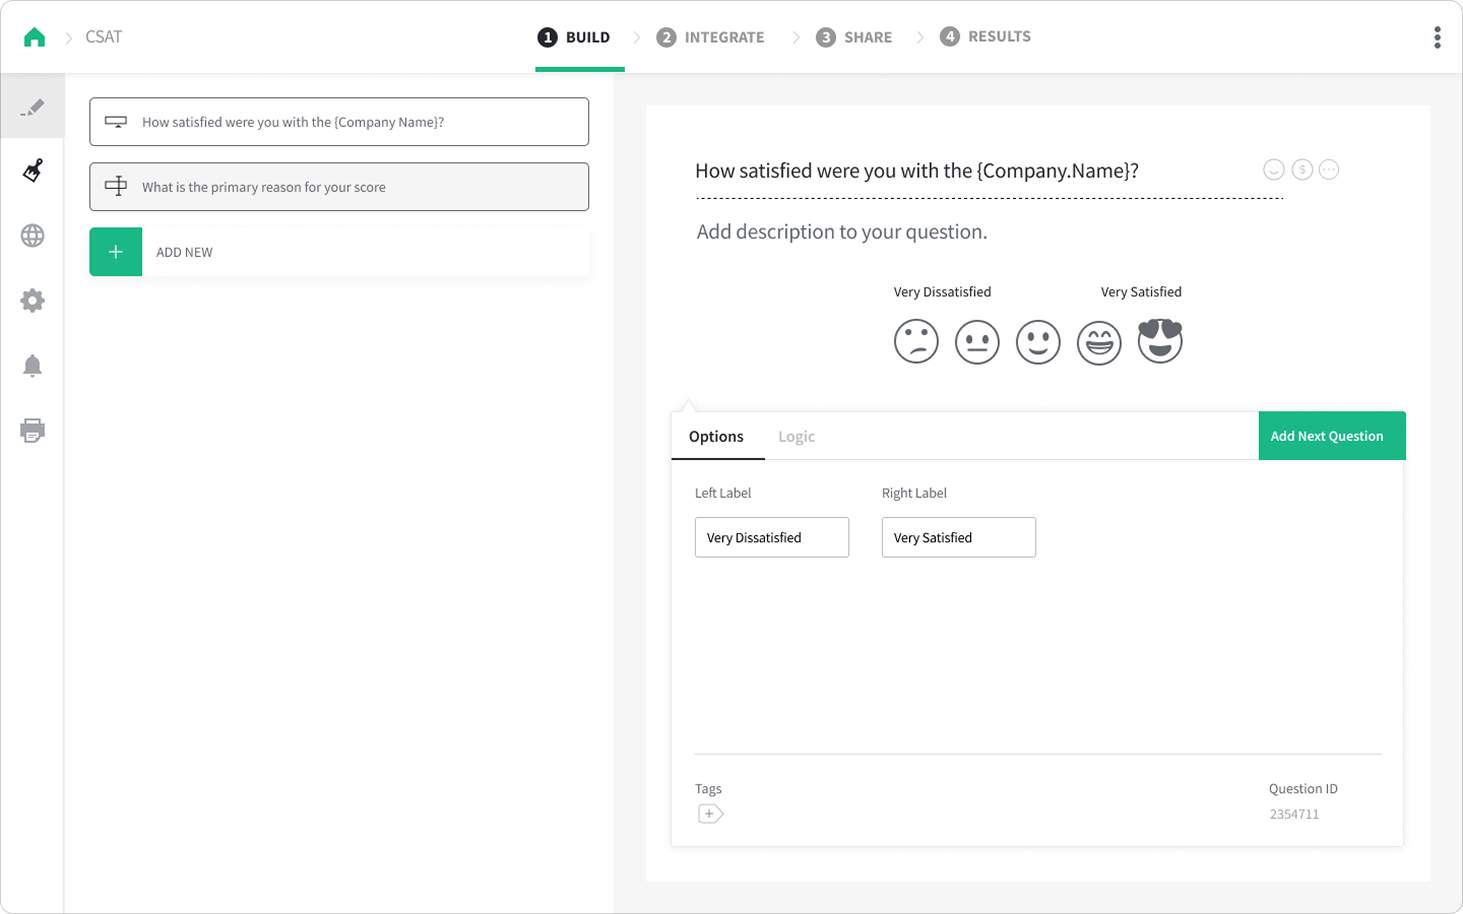 CSAT
1 BUILD
2 INTEGRATE
3 SHARE
4 RESULTS
How satisfied were you with the {Company Name}?
What is the primary reason for your score
+ ADD NEW
How satisfied were you with the {Company.Name}?
$
Add description to your question.
Very Dissatisfied
Very Satisfied
Options
Logic
Add Next Question
Left Label
Right Label
Very Dissatisfied
Very Satisfied
Tags
Question ID
+
2354711